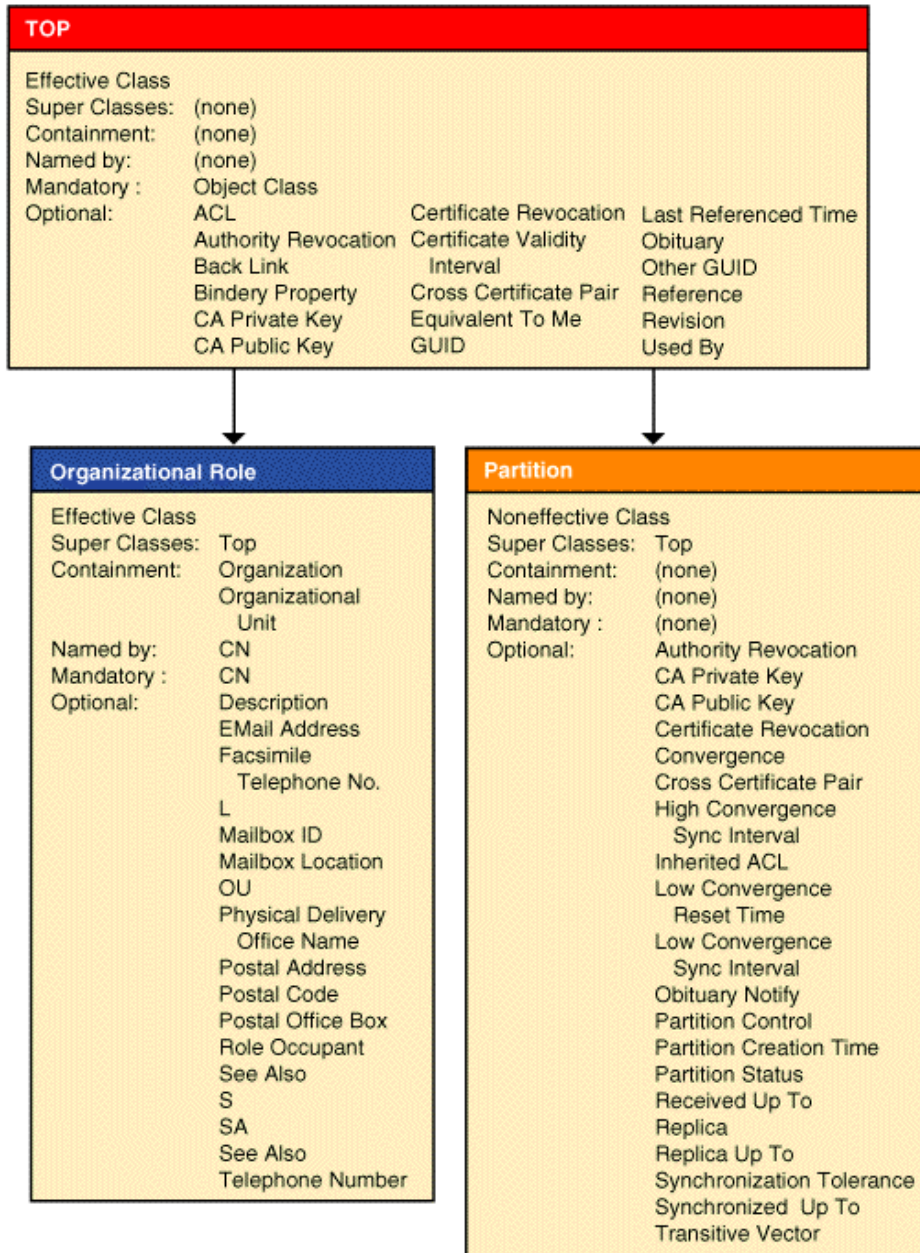 TOP
Effective Class
Super Classes: (none)
Containment: (none)
Named by: (none)
Mandatory : Object Class
Optional: ACL Certificate Revocation Last Referenced Time
Authority Revocation Certificate Validity Obituary
Back Link Interval Other GUID
Bindery Property Cross Certificate Pair Reference
CA Private Key Equivalent To Me Revision
CA Public Key GUID Used By
Organizational Role
Effective Class
Super Classes: Top
Containment: Organization
Organizational
Unit
Named by: CN
Mandatory : CN
Optional: Description
EMail Address
Facsimile
Telephone No.
L
Mailbox ID
Mailbox Location
OU
Physical Delivery
Office Name
Postal Address
Postal Code
Postal Office Box
Role Occupant
See Also
S
SA
See Also
Telephone Number
Partition
Noneffective Class
Super Classes: Top
Containment: (none)
Named by: (none)
Mandatory : (none)
Optional: Authority Revocation
CA Private Key
CA Public Key
Certificate Revocation
Convergence
Cross Certificate Pair
High Convergence
Sync Interval
Inherited ACL
Low Convergence
Reset Time
Low Convergence
Sync Interval
Obituary Notify
Partition Control
Partition Creation Time
Partition Status
Received Up To
Replica
Replica Up To
Synchronization Tolerance
Synchronized Up To
Transitive Vector